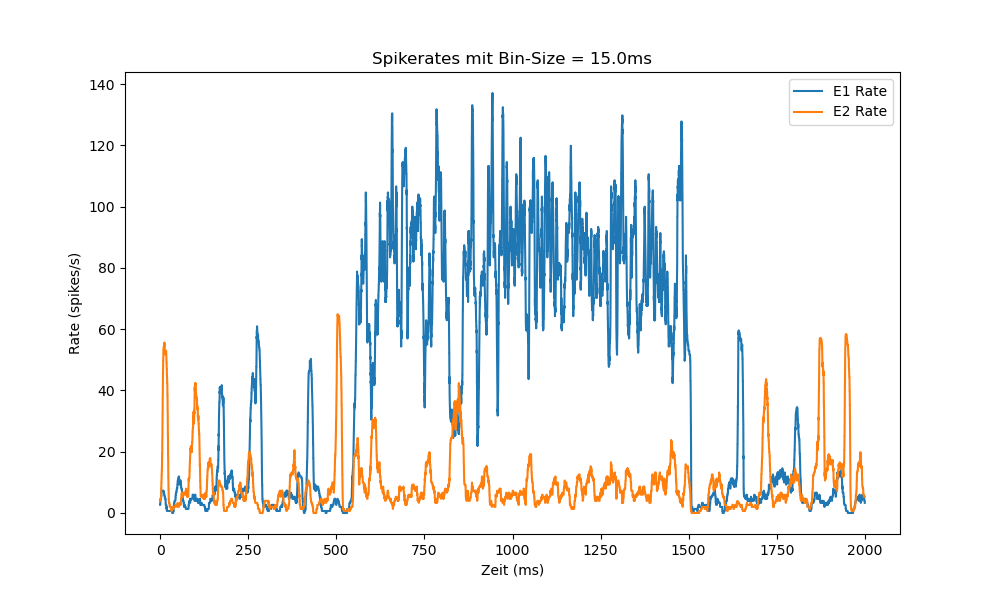 Spikerates mit Bin-Size = 15.0ms
E1 Rate
E2 Rate
140
120
100
80
60
40
20
0
Rate (spikes/s)
0 250 500 750 1000 1250 1500 1750 2000
Zeit (ms)